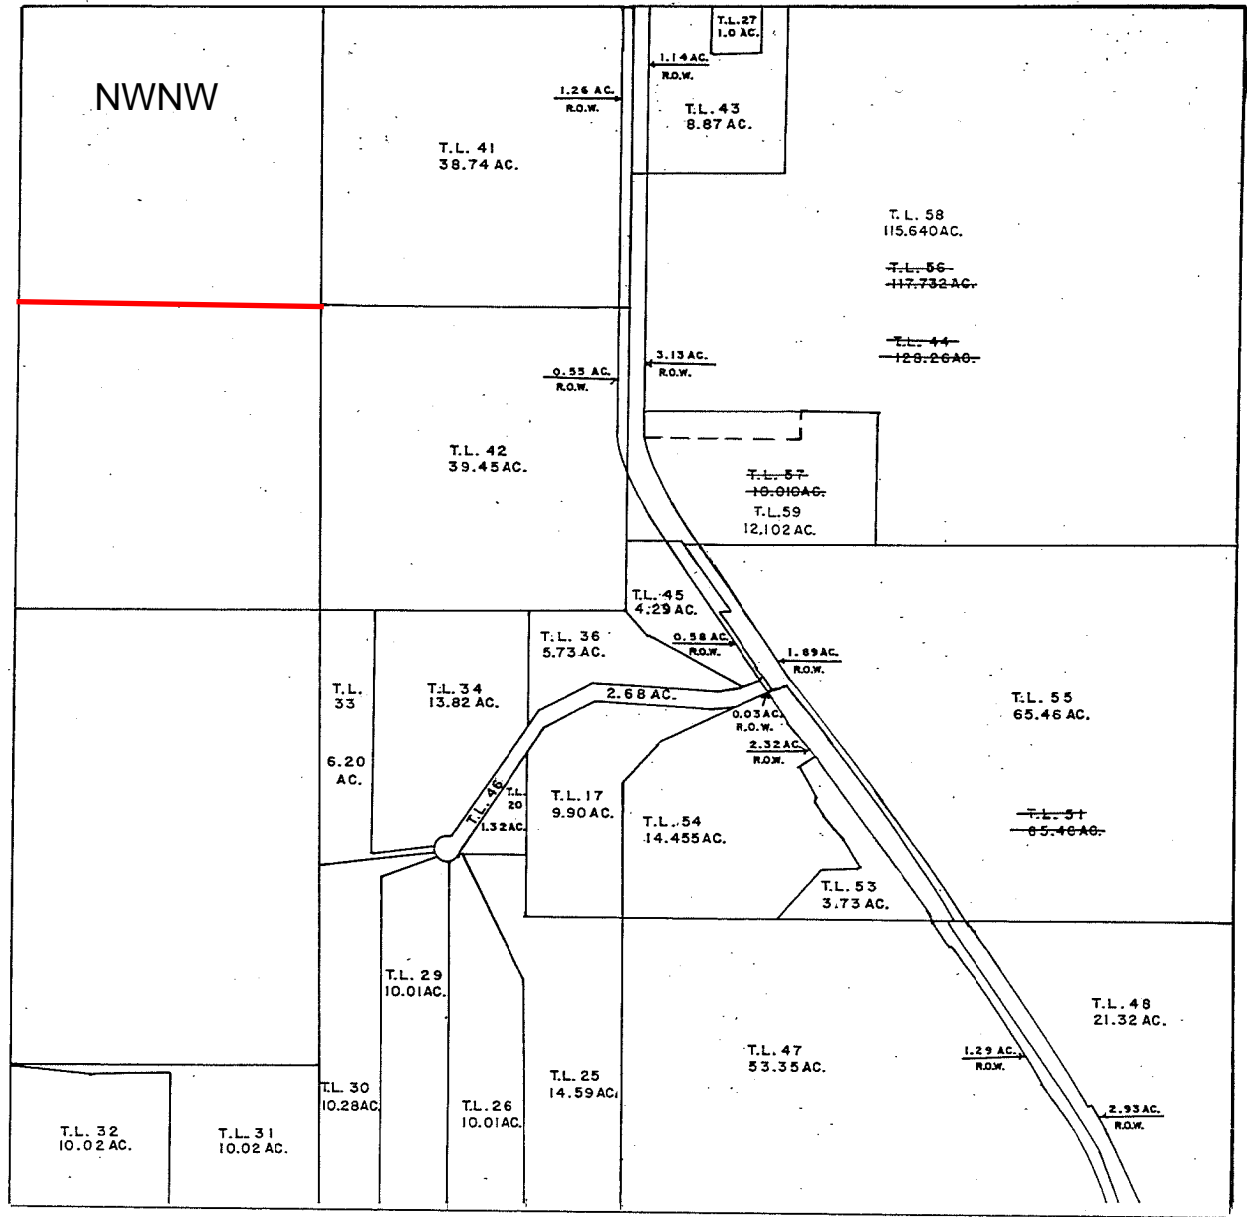 T.L.27
1.0 AC.
1.14 AC.
R.O.W.
NWNW
1.26 AC.
R.O.W.
T.L. 43
8.87 AC.
T.L. 41
38.74 AC.
T.L. 58
115.640AC.
T.L. 56
117.732 AC.
T.L. 44
128.26AC.
3.13 AC.
R.O.W.
0.55 AC.
R.O.W.
T.L. 42
39.45AC.
T.L. 57
10.010AC.
T.L.59
12.102 AC.
T.L. 45
4.29 AC.
0.58 AC.
R.O.W.
T.L. 36
5.73 AC.
1.89AC.
R.O.W.
T.L.
33
6.20
AC.
T.L. 34
13.82 AC.
2.68 AC.
T.L. 55
65.46 AC.
0.03AC.
R.O.W.
2.32 AC.
R.O.W.
T.L. 46
T.L.
20
1.32AC.
T.L. 17
9.90 AC.
T.L. 54
14.455AC.
T.L. 51
65.46 AC.
T.L. 53
3.73 AC.
T.L. 29
10.01AC.
T.L. 48
21.32 AC.
T.L. 47
53.35AC.
1.29 AC.
R.O.W.
T.L. 30
10.28AC.
T.L. 26
10.01AC.
T.L. 25
14.59AC.
2.93 AC.
R.O.W.
T.L. 32
10.02 AC.
T.L. 31
10.02 AC.